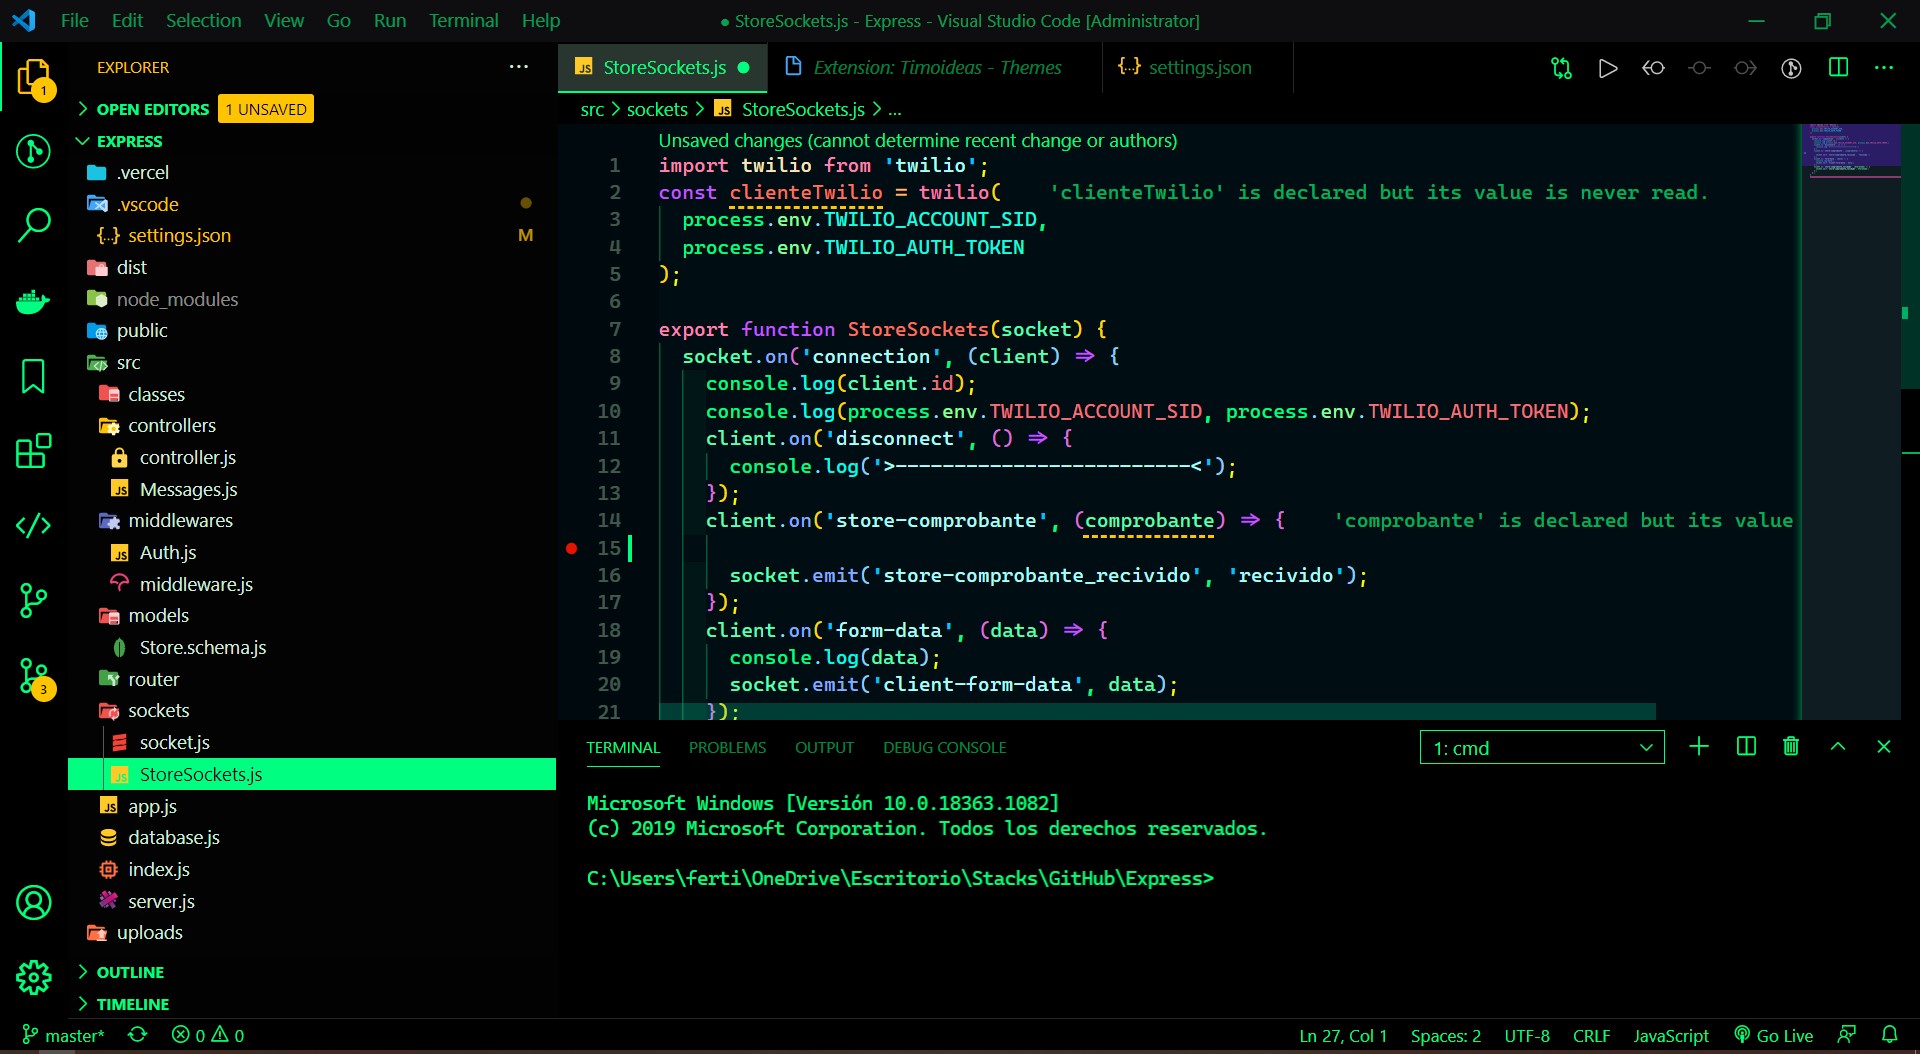 File Edit Selection View Go Run Terminal Help
● StoreSockets.js - Express - Visual Studio Code [Administrator]
EXPLORER
1
OPEN EDITORS 1 UNSAVED
EXPRESS
.vercel
.vscode
settings.json M
dist
node_modules
public
src
classes
controllers
controller.js
Messages.js
middlewares
Auth.js
middleware.js
models
Store.schema.js
router
sockets
socket.js
StoreSockets.js
app.js
database.js
index.js
server.js
uploads
OUTLINE
TIMELINE
3
StoreSockets.js ●
Extension: Timoideas - Themes
{..} settings.json
src > sockets > JS StoreSockets.js > ...
Unsaved changes (cannot determine recent change or authors)
1 import twilio from 'twilio';
2 const clienteTwilio = twilio( 'clienteTwilio' is declared but its value is never read.
3 process.env.TWILIO_ACCOUNT_SID,
4 process.env.TWILIO_AUTH_TOKEN
5 );
6
7 export function StoreSockets(socket) {
8 socket.on('connection', (client) ⇒ {
9 console.log(client.id);
10 console.log(process.env.TWILIO_ACCOUNT_SID, process.env.TWILIO_AUTH_TOKEN);
11 client.on('disconnect', () ⇒ {
12 console.log('>-------------------------<');
13 });
14 client.on('store-comprobante', (comprobante) ⇒ { 'comprobante' is declared but its value
15
16 socket.emit('store-comprobante_recivido', 'recivido');
17 });
18 client.on('form-data', (data) ⇒ {
19 console.log(data);
20 socket.emit('client-form-data', data);
21 });
TERMINAL PROBLEMS OUTPUT DEBUG CONSOLE
1: cmd
Microsoft Windows [Versión 10.0.18363.1082]
(c) 2019 Microsoft Corporation. Todos los derechos reservados.
C:\Users\ferti\OneDrive\Escritorio\Stacks\GitHub\Express>
master* 0 0
Ln 27, Col 1 Spaces: 2 UTF-8 CRLF JavaScript Go Live